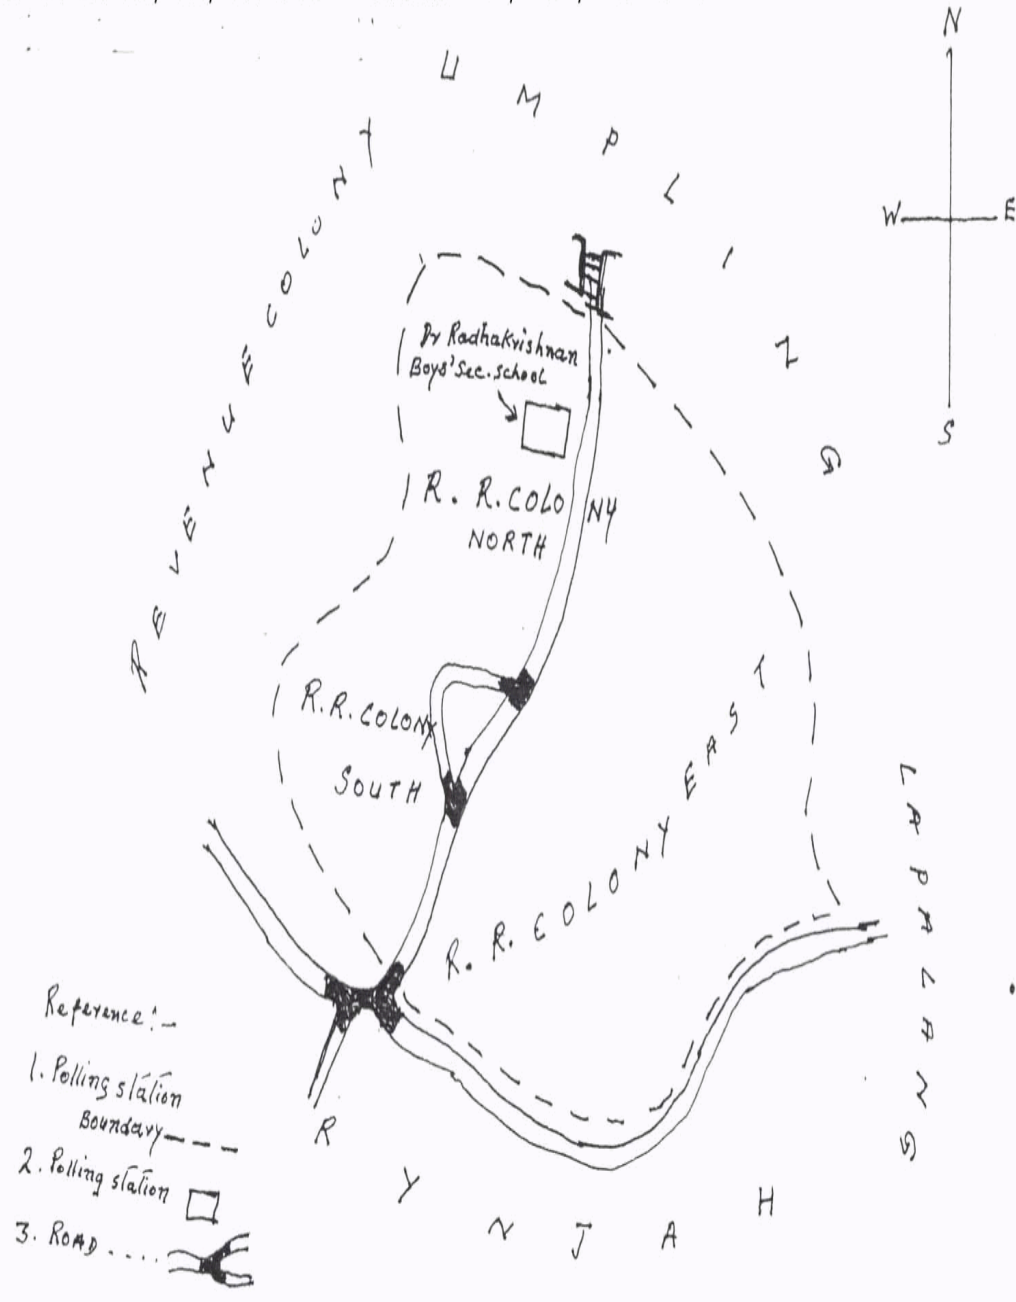 N
UMPLING
W E
S
REVENUE COLONY
Dr Radhakrishnan
Boys' Sec. School
R. R. COLONY
NORTH
R.R. COLONY
SOUTH
R. R. COLONY EAST
LAPALANG
Reference:-
1. Polling station
Boundary
2. Polling station
3. ROAD ....
RYNJAH